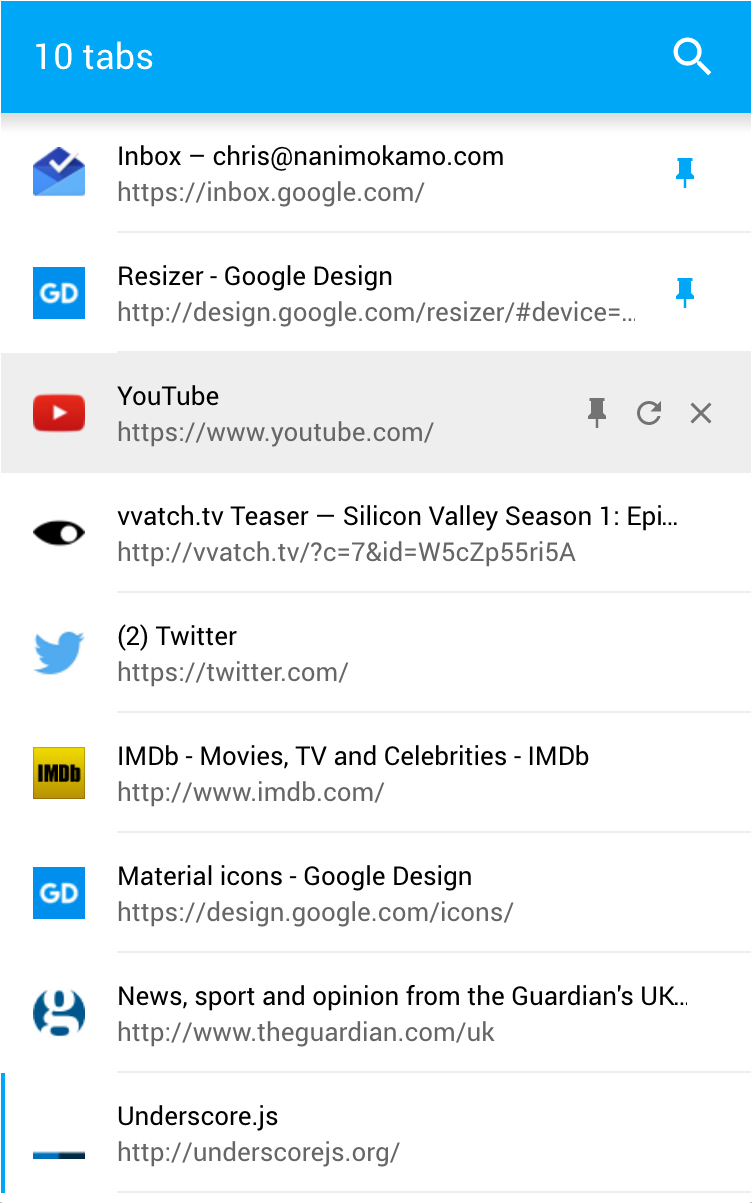 10 tabs
Inbox – chris@nanimokamo.com
https://inbox.google.com/
GD
Resizer - Google Design
http://design.google.com/resizer/#device=...
YouTube
https://www.youtube.com/
vvatch.tv Teaser — Silicon Valley Season 1: Epi...
http://vvatch.tv/?c=7&id=W5cZp55ri5A
(2) Twitter
https://twitter.com/
IMDb
IMDb - Movies, TV and Celebrities - IMDb
http://www.imdb.com/
GD
Material icons - Google Design
https://design.google.com/icons/
g
News, sport and opinion from the Guardian's UK...
http://www.theguardian.com/uk
Underscore.js
http://underscorejs.org/